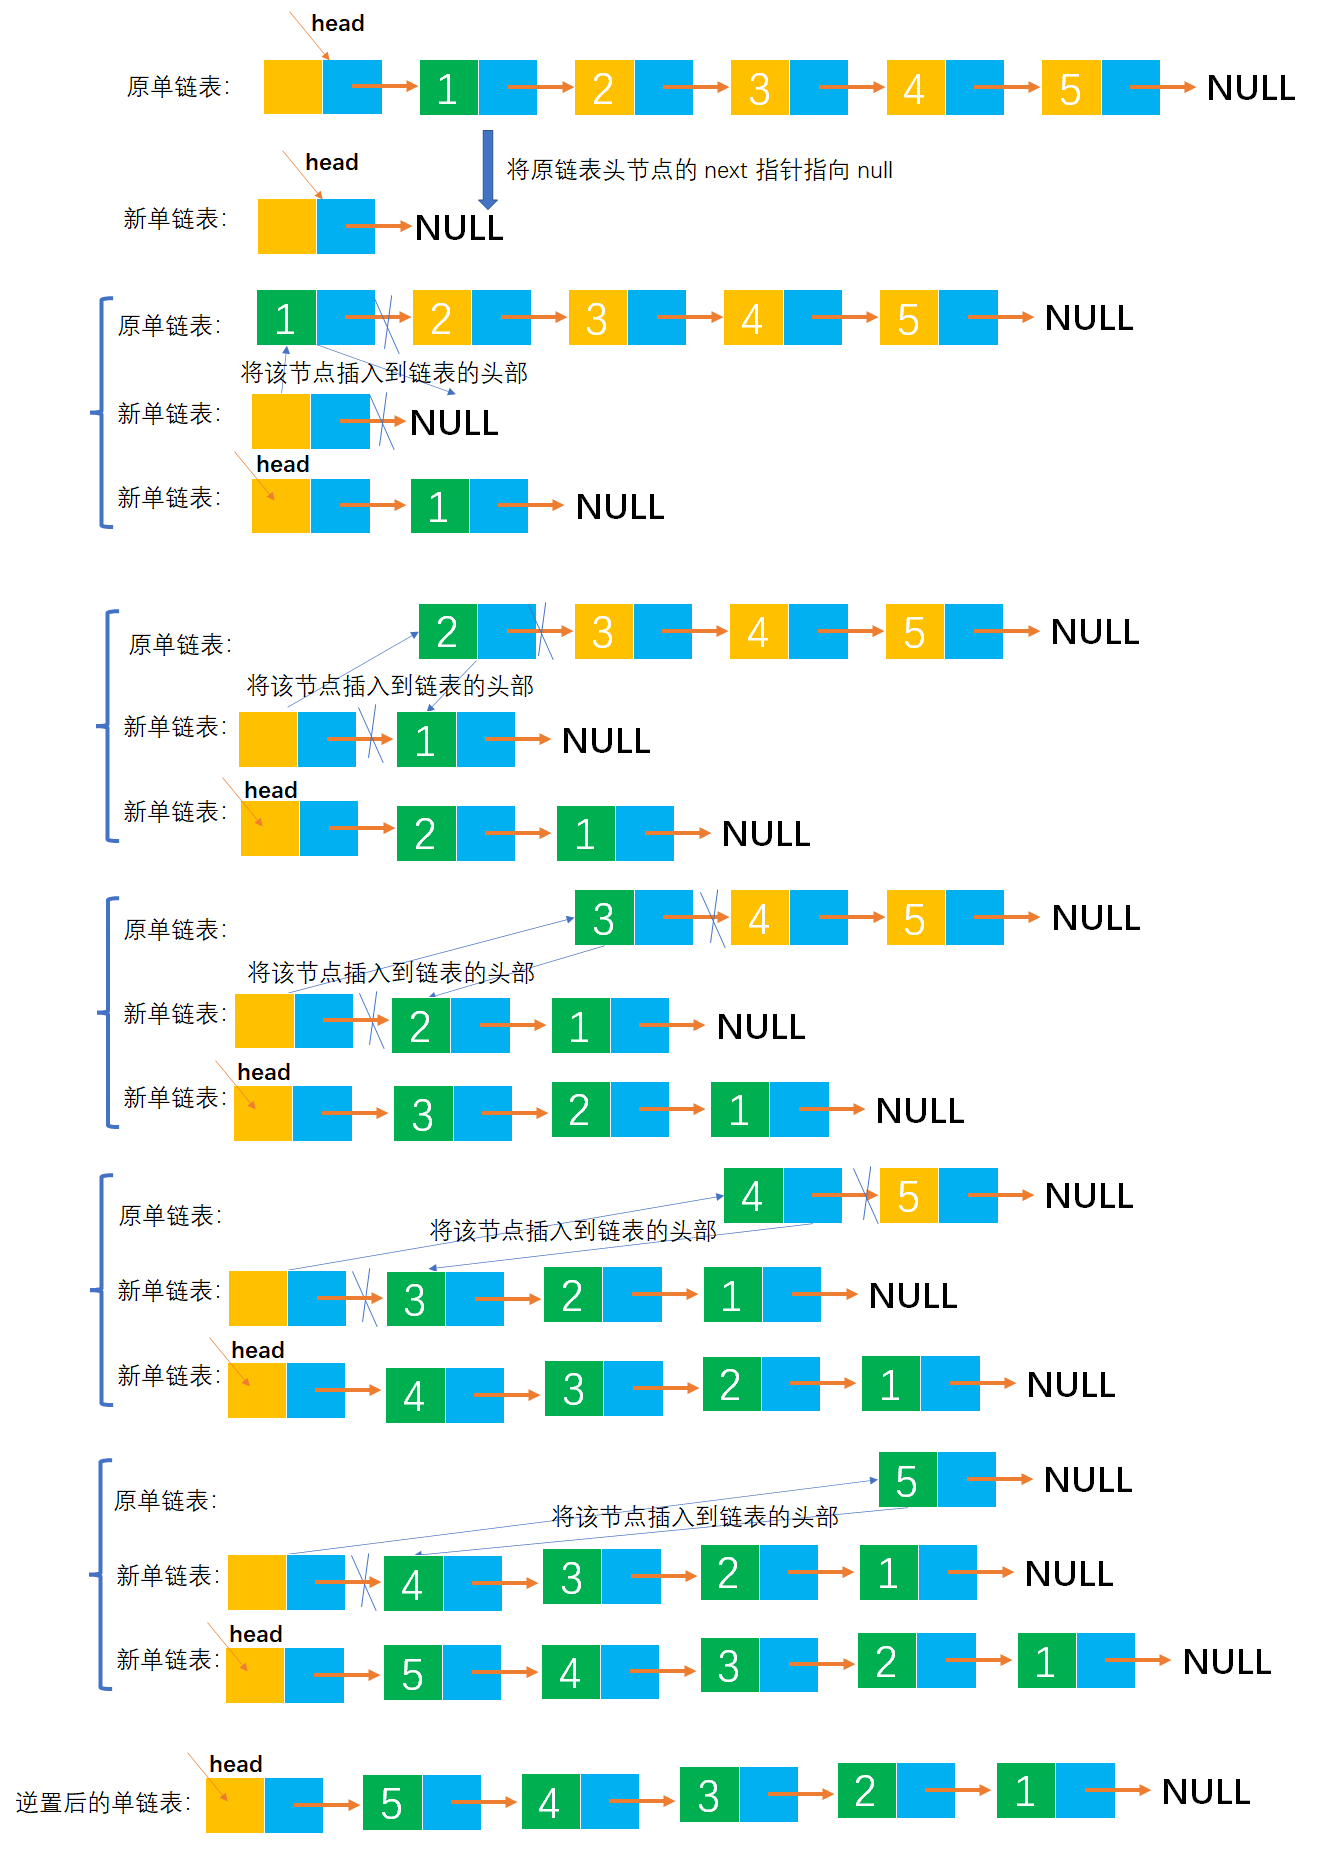 head
原单链表： 1 2 3 4 5 NULL
head
将原链表头节点的 next 指针指向 null
新单链表： NULL
原单链表： 1 2 3 4 5 NULL
将该节点插入到链表的头部
新单链表： NULL
head
新单链表： 1 NULL
原单链表： 2 3 4 5 NULL
将该节点插入到链表的头部
新单链表： 1 NULL
head
新单链表： 2 1 NULL
原单链表： 3 4 5 NULL
将该节点插入到链表的头部
新单链表： 2 1 NULL
head
新单链表： 3 2 1 NULL
原单链表： 4 5 NULL
将该节点插入到链表的头部
新单链表： 3 2 1 NULL
head
新单链表： 4 3 2 1 NULL
原单链表： 5 NULL
将该节点插入到链表的头部
新单链表： 4 3 2 1 NULL
head
新单链表： 5 4 3 2 1 NULL
head
逆置后的单链表： 5 4 3 2 1 NULL